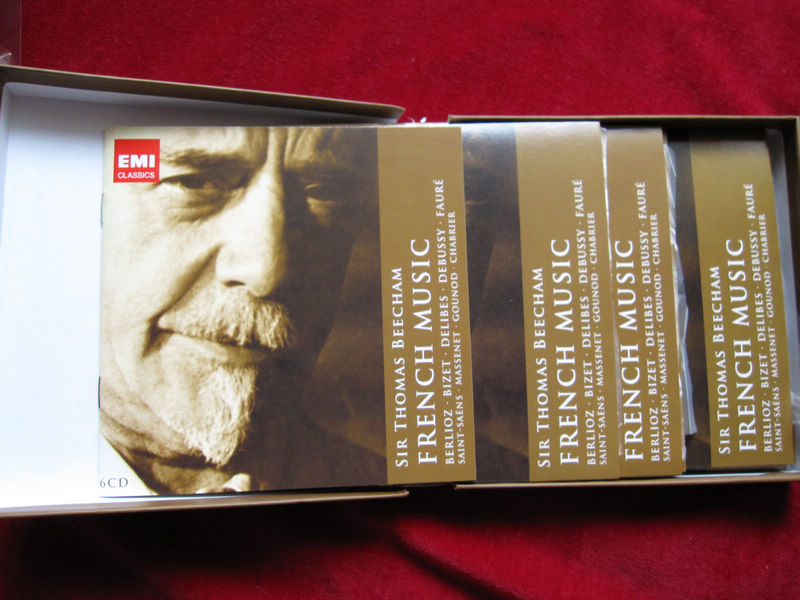 EMI
CLASSICS
SIR THOMAS BEECHAM
FRENCH MUSIC
BERLIOZ · BIZET · DELIBES · DEBUSSY · FAURÉ
SAINT-SAËNS · MASSENET · GOUNOD · CHABRIER
6CD
SIR THOMAS BEECHAM
FRENCH MUSIC
BERLIOZ · BIZET · DELIBES · DEBUSSY · FAURÉ
SAINT-SAËNS · MASSENET · GOUNOD · CHABRIER
FRENCH MUSIC
BERLIOZ · BIZET · DELIBES · DEBUSSY · FAURÉ
SAINT-SAËNS · MASSENET · GOUNOD · CHABRIER
SIR THOMAS BEECHAM
FRENCH MUSIC
BERLIOZ · BIZET · DELIBES · DEBUSSY · FAURÉ
SAINT-SAËNS · MASSENET · GOUNOD · CHABRIER